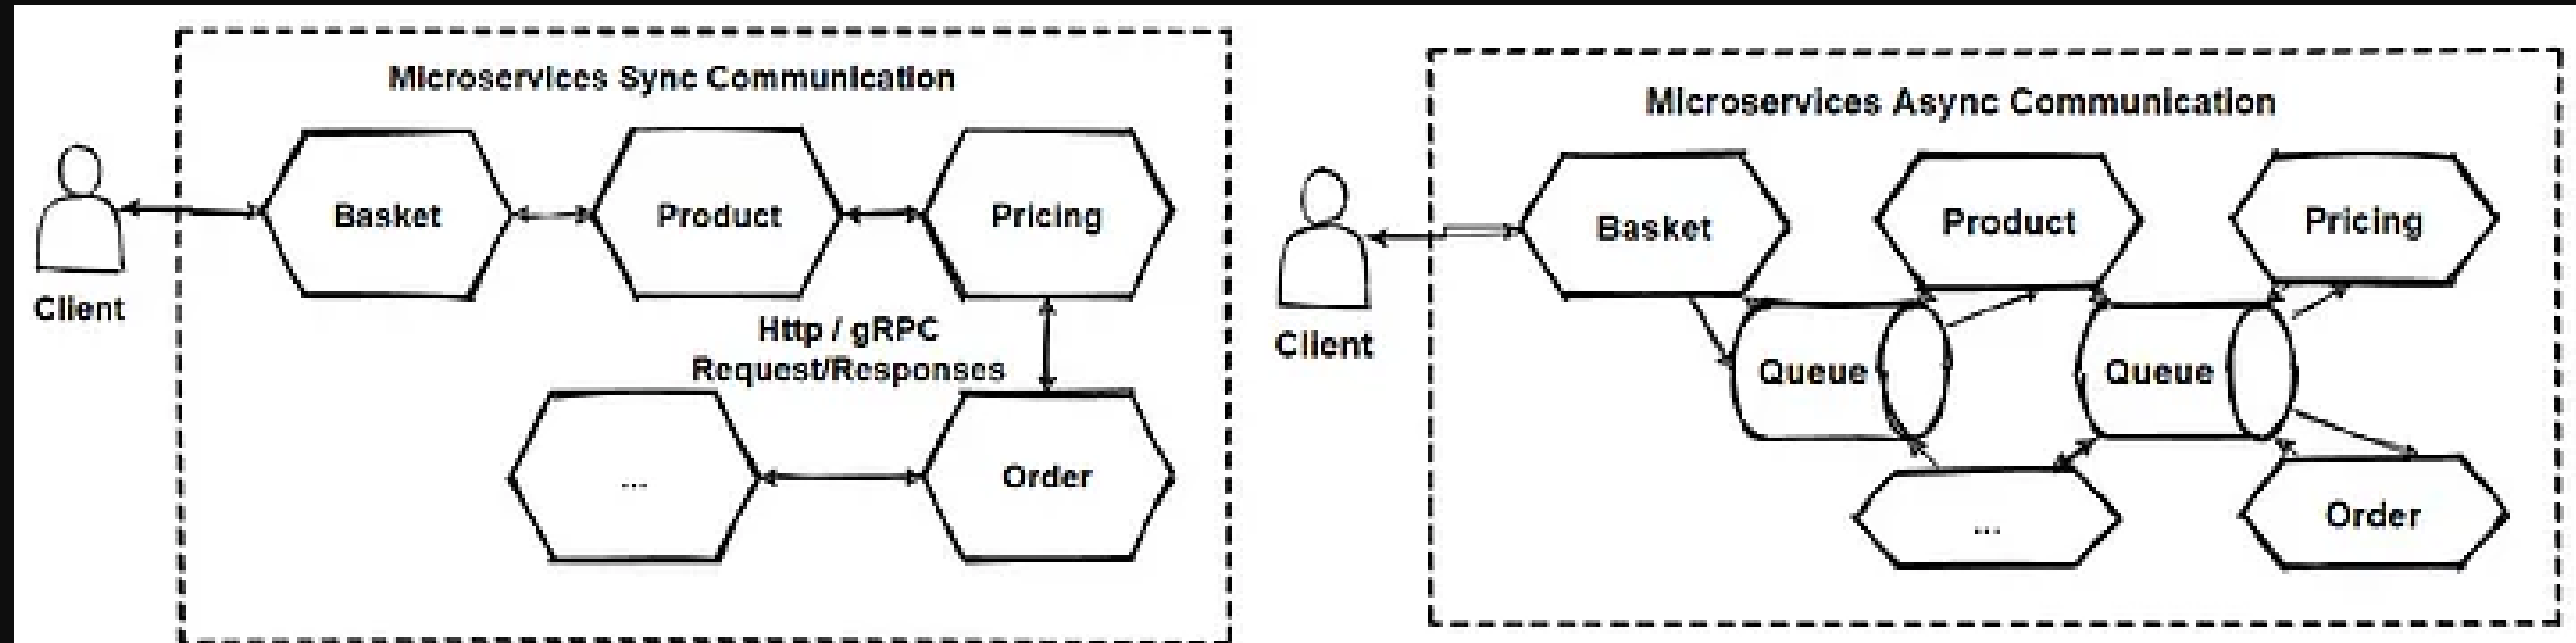 Microservices Sync Communication
Basket
Product
Pricing
Client
Http / gRPC
Request/Responses
...
Order
Microservices Async Communication
Basket
Product
Pricing
Client
Queue
Queue
...
Order